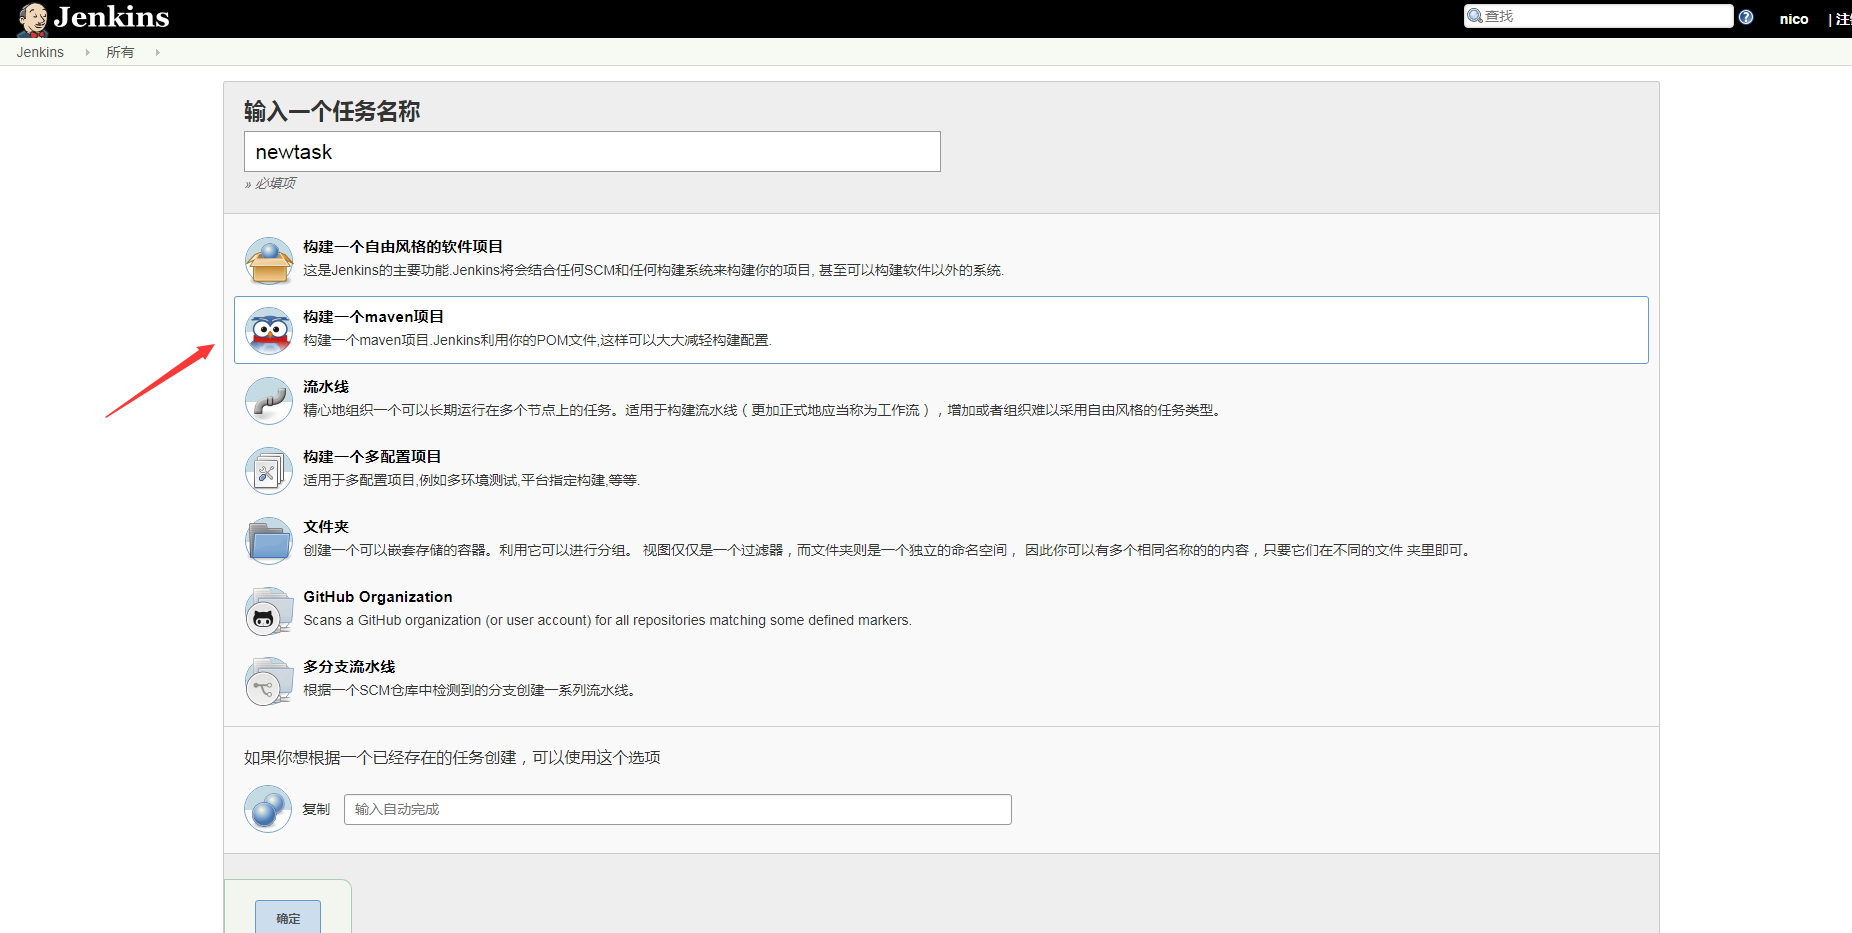 Jenkins
查找
nico
| 注
Jenkins
所有
输入一个任务名称
newtask
» 必填项
构建一个自由风格的软件项目
这是Jenkins的主要功能.Jenkins将会结合任何SCM和任何构建系统来构建你的项目, 甚至可以构建软件以外的系统.
构建一个maven项目
构建一个maven项目.Jenkins利用你的POM文件,这样可以大大减轻构建配置.
流水线
精心地组织一个可以长期运行在多个节点上的任务。适用于构建流水线（更加正式地应当称为工作流），增加或者组织难以采用自由风格的任务类型。
构建一个多配置项目
适用于多配置项目,例如多环境测试,平台指定构建,等等.
文件夹
创建一个可以嵌套存储的容器。利用它可以进行分组。 视图仅仅是一个过滤器，而文件夹则是一个独立的命名空间， 因此你可以有多个相同名称的的内容，只要它们在不同的文件 夹里即可。
GitHub Organization
Scans a GitHub organization (or user account) for all repositories matching some defined markers.
多分支流水线
根据一个SCM仓库中检测到的分支创建一系列流水线。
如果你想根据一个已经存在的任务创建，可以使用这个选项
复制
输入自动完成
确定